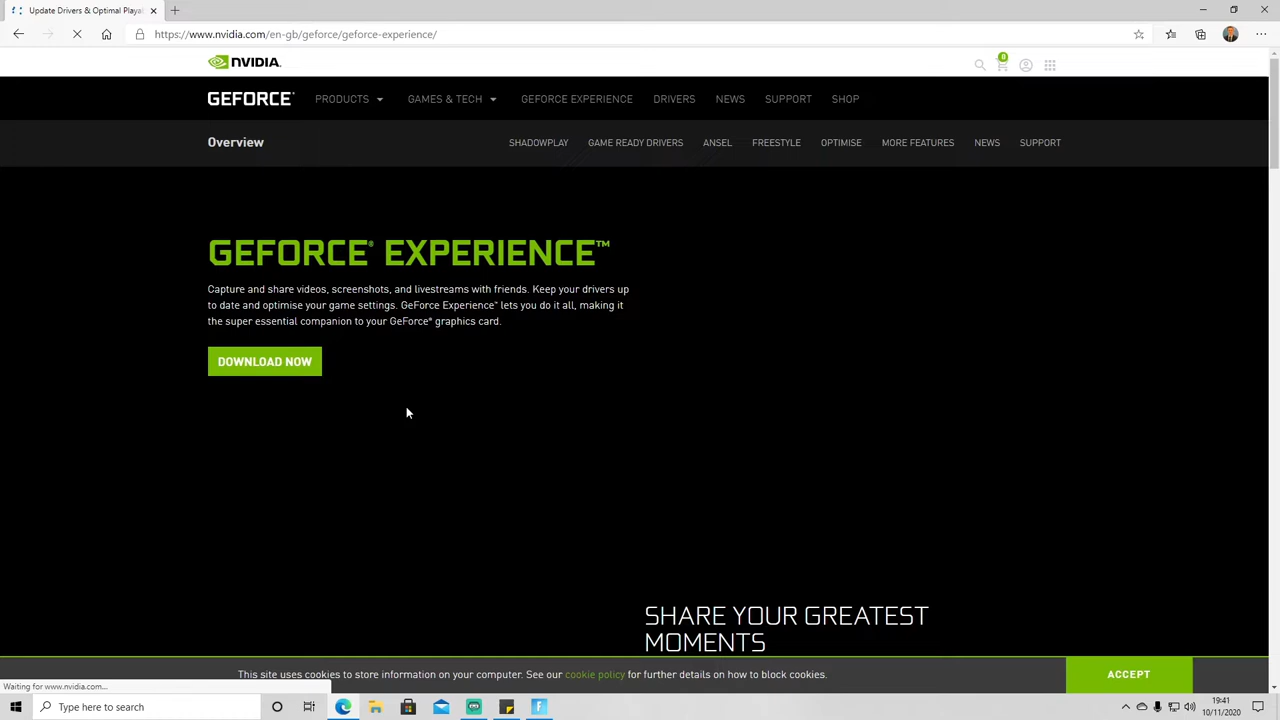 Update Drivers & Optimal Playa
https://www.nvidia.com/en-gb/geforce/geforce-experience/
NVIDIA.
0
GEFORCE® PRODUCTS GAMES & TECH GEFORCE EXPERIENCE DRIVERS NEWS SUPPORT SHOP
Overview SHADOWPLAY GAME READY DRIVERS ANSEL FREESTYLE OPTIMISE MORE FEATURES NEWS SUPPORT
GEFORCE® EXPERIENCE™
Capture and share videos, screenshots, and livestreams with friends. Keep your drivers up
to date and optimise your game settings. GeForce Experience™ lets you do it all, making it
the super essential companion to your GeForce® graphics card.
DOWNLOAD NOW
SHARE YOUR GREATEST
MOMENTS
This site uses cookies to store information on your computer. See our cookie policy for further details on how to block cookies.
ACCEPT
Waiting for www.nvidia.com...
Type here to search
19:41
10/11/2020